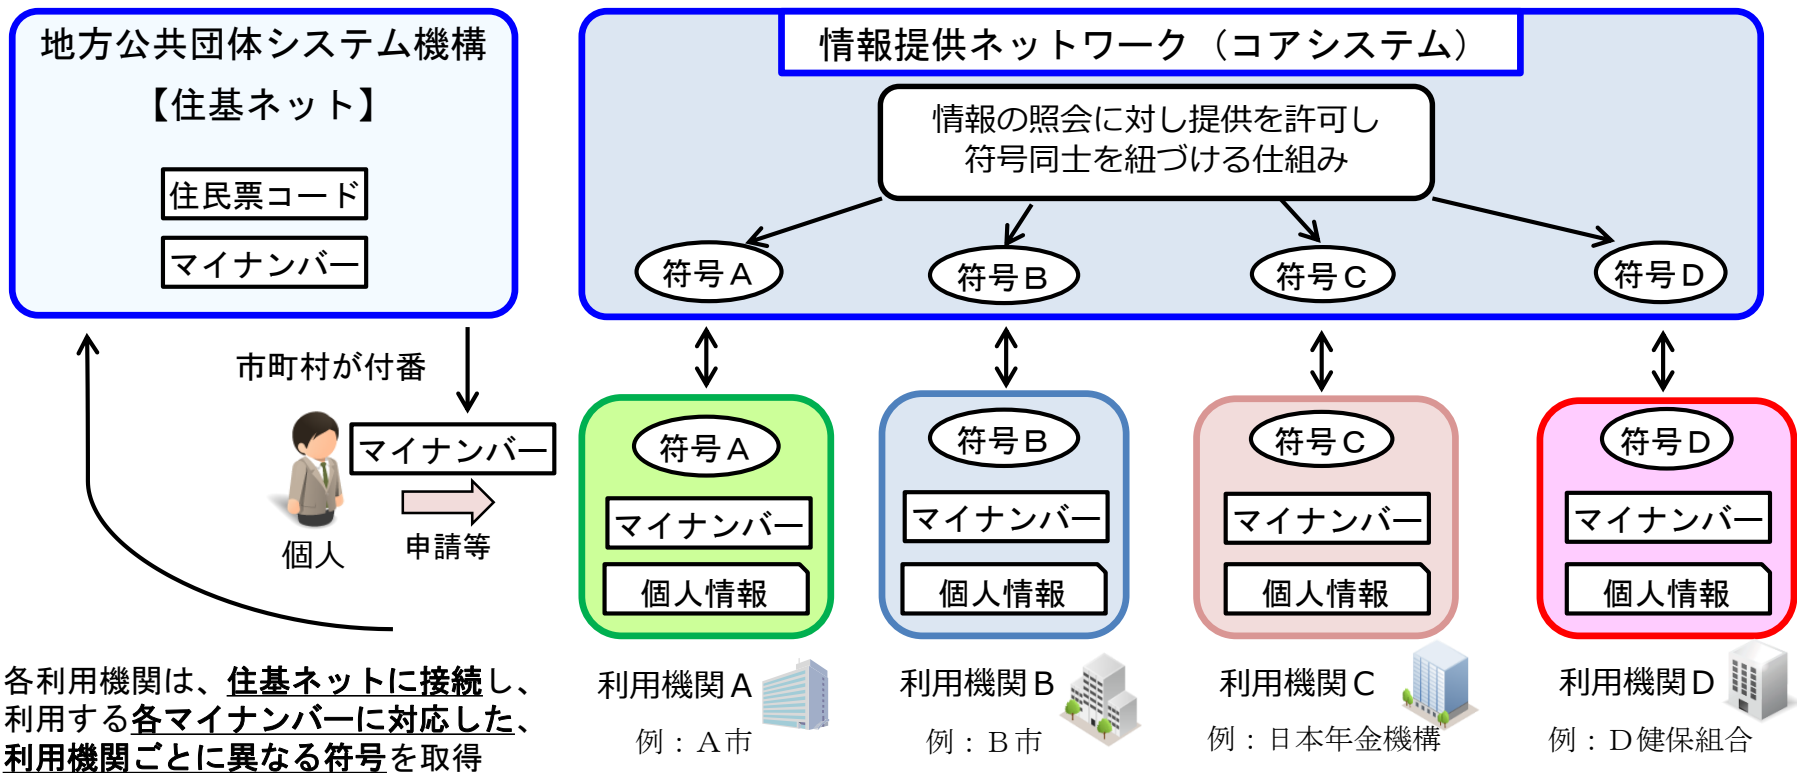 地方公共団体システム機構
【住基ネット】
住民票コード
マイナンバー
情報提供ネットワーク（コアシステム）
情報の照会に対し提供を許可し
符号同士を紐づける仕組み
符号Ａ
符号Ｂ
符号Ｃ
符号Ｄ
市町村が付番
マイナンバー
個人
申請等
符号Ａ
マイナンバー
個人情報
利用機関Ａ
例：Ａ市
符号Ｂ
マイナンバー
個人情報
利用機関Ｂ
例：Ｂ市
符号Ｃ
マイナンバー
個人情報
利用機関Ｃ
例：日本年金機構
符号Ｄ
マイナンバー
個人情報
利用機関Ｄ
例：Ｄ健保組合
各利用機関は、住基ネットに接続し、
利用する各マイナンバーに対応した、
利用機関ごとに異なる符号を取得